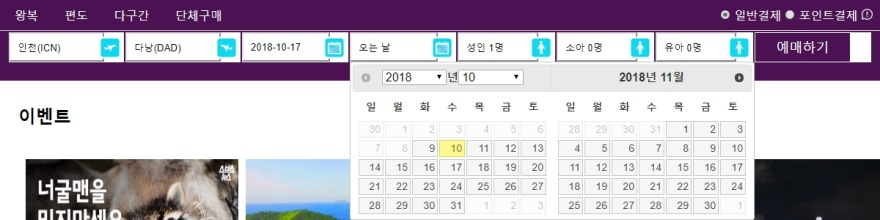 왕복 편도 다구간 단체구매 일반결제 포인트결제
인천(ICN) 다낭(DAD) 2018-10-17 오는 날 성인 1명 소아 0명 유아 0명 예매하기
2018 년 10 2018년 11월
일 월 화 수 목 금 토 일 월 화 수 목 금 토
30 1 2 3 4 5 6 28 29 30 31 1 2 3
7 8 9 10 11 12 13 4 5 6 7 8 9 10
14 15 16 17 18 19 20 11 12 13 14 15 16 17
21 22 23 24 25 26 27 18 19 20 21 22 23 24
28 29 30 31 1 2 3 25 26 27 28 29 30 1
이벤트
너굴맨을
믿지마세요